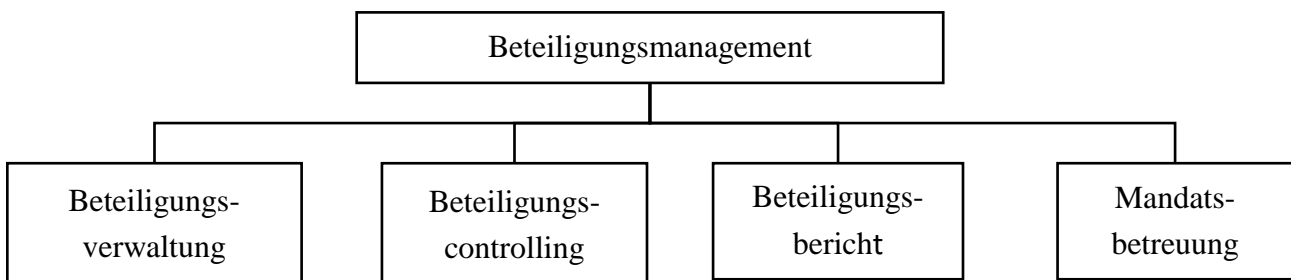 Beteiligungsmanagement
Beteiligungs-
verwaltung
Beteiligungs-
controlling
Beteiligungs-
bericht
Mandats-
betreuung